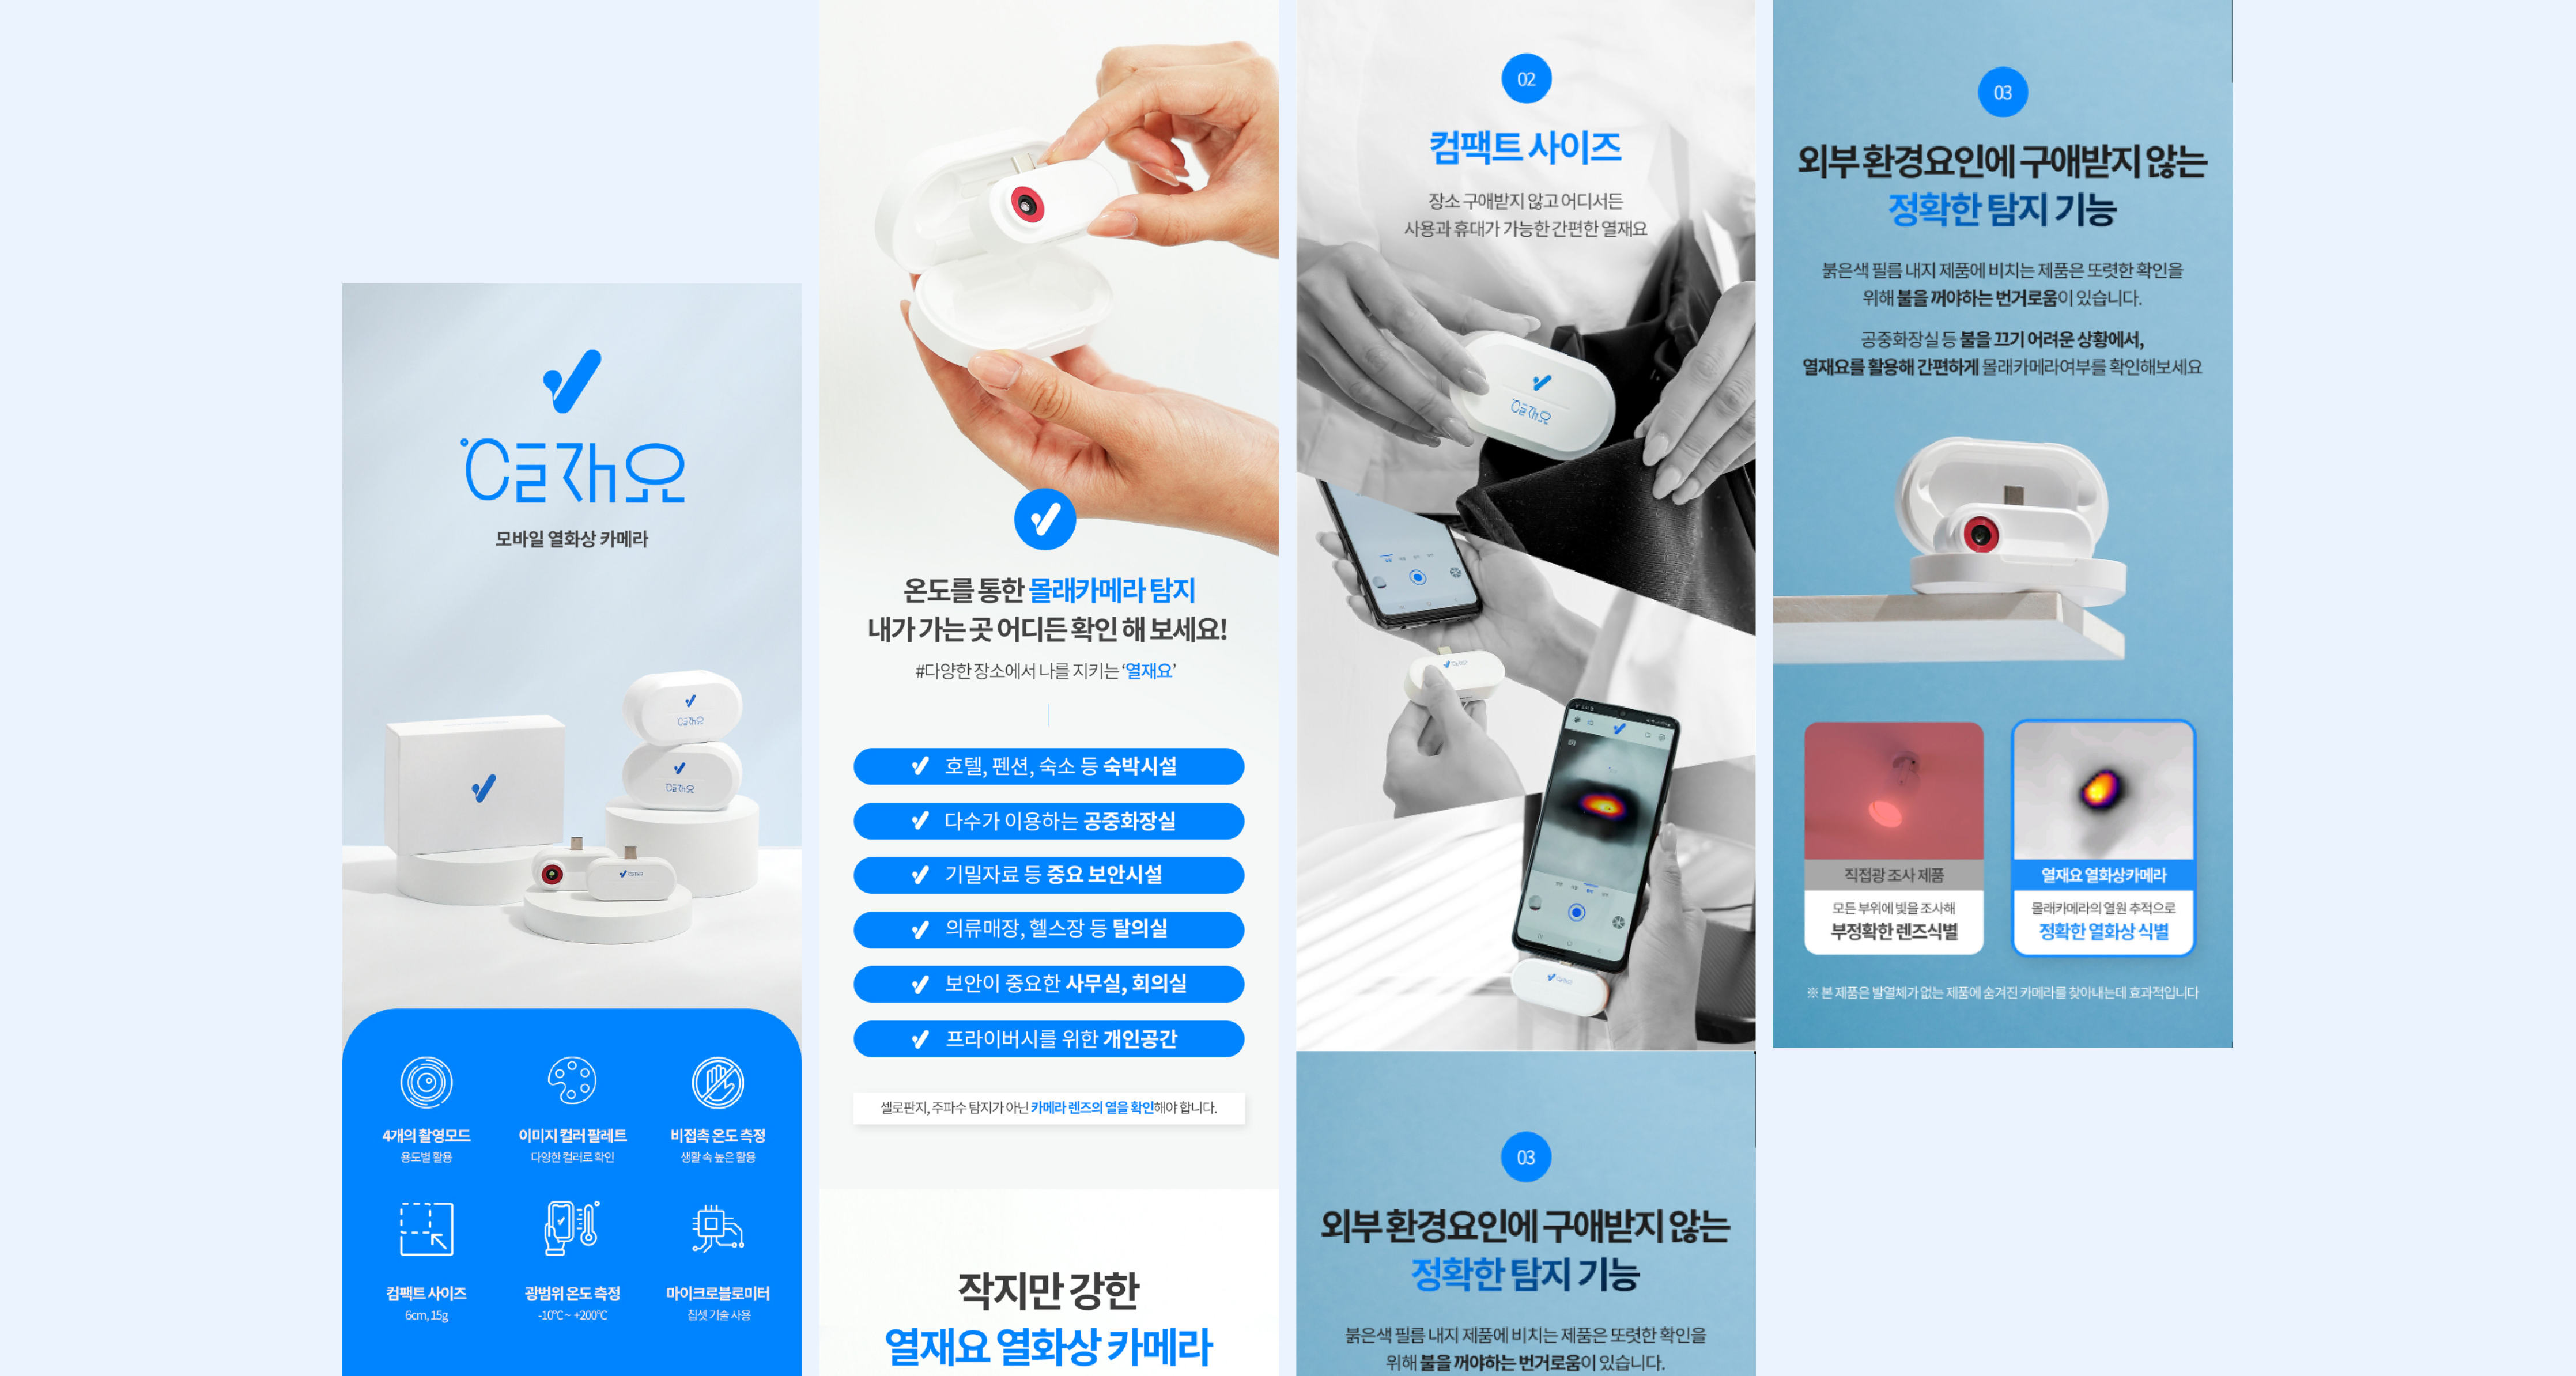 열재요
모바일 열화상 카메라
4개의 촬영모드
용도별 활용
이미지 컬러 팔레트
다양한 컬러로 확인
비접촉 온도 측정
생활 속 높은 활용
컴팩트 사이즈
6cm, 15g
광범위 온도 측정
-10℃ ~ +200℃
마이크로블로미터
칩셋 기술 사용
온도를 통한 몰래카메라 탐지
내가 가는 곳 어디든 확인 해 보세요!
#다양한 장소에서 나를 지키는 ‘열재요’
호텔, 펜션, 숙소 등 숙박시설
다수가 이용하는 공중화장실
기밀자료 등 중요 보안시설
의류매장, 헬스장 등 탈의실
보안이 중요한 사무실, 회의실
프라이버시를 위한 개인공간
셀로판지, 주파수 탐지가 아닌 카메라 렌즈의 열을 확인해야 합니다.
작지만 강한
열재요 열화상 카메라
02
컴팩트 사이즈
장소 구애받지 않고 어디서든
사용과 휴대가 가능한 간편한 열재요
열재요
03
외부 환경요인에 구애받지 않는
정확한 탐지 기능
붉은색 필름 내지 제품에 비치는 제품은 또렷한 확인을
위해 불을 꺼야하는 번거로움이 있습니다.
03
외부 환경요인에 구애받지 않는
정확한 탐지 기능
붉은색 필름 내지 제품에 비치는 제품은 또렷한 확인을
위해 불을 꺼야하는 번거로움이 있습니다.
공중화장실 등 불을 끄기 어려운 상황에서,
열재요를 활용해 간편하게 몰래카메라여부를 확인해보세요
직접광 조사 제품
모든 부위에 빛을 조사해
부정확한 렌즈식별
열재요 열화상카메라
몰래카메라의 열원 추적으로
정확한 열화상 식별
※ 본 제품은 발열체가 없는 제품에 숨겨진 카메라를 찾아내는데 효과적입니다